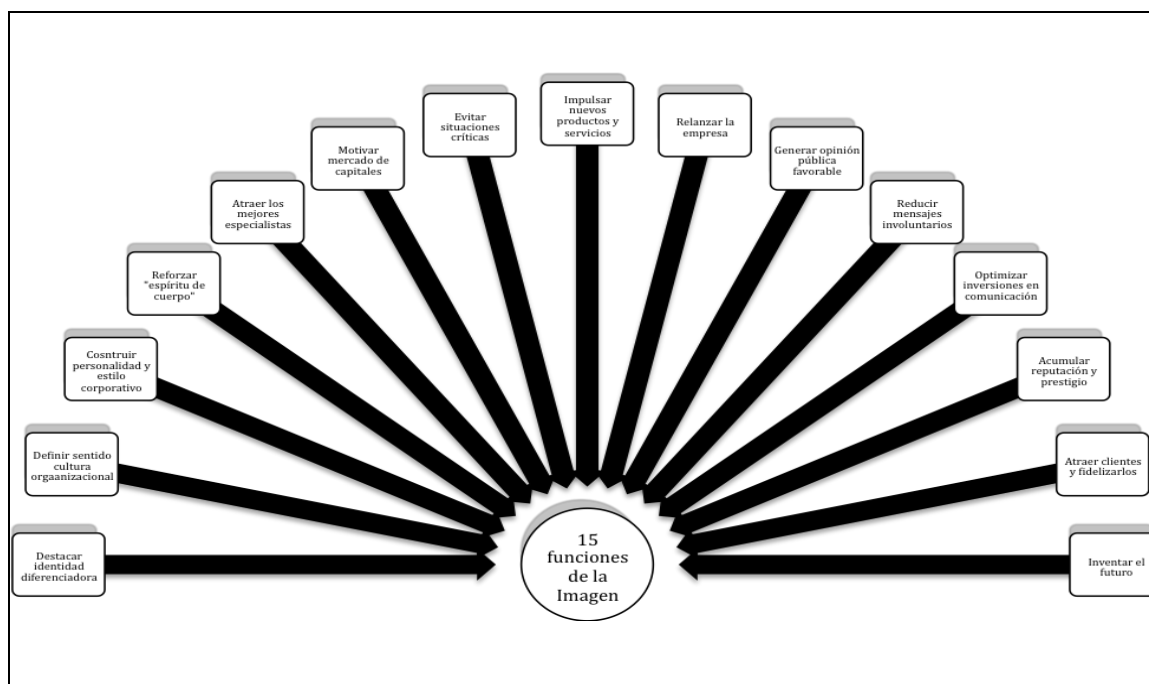 Destacar
identidad
diferenciadora
Definir sentido
cultura
orgaanizacional
Cosntruir
personalidad y
estilo
corporativo
Reforzar
"espíritu de
cuerpo"
Atraer los
mejores
especialistas
Motivar
mercado de
capitales
Evitar
situaciones
críticas
Impulsar
nuevos
productos y
servicios
Relanzar la
empresa
Generar opinión
pública
favorable
Reducir
mensajes
involuntarios
Optimizar
inversiones en
comunicación
Acumular
reputación y
prestigio
Atraer clientes
y fidelizarlos
Inventar el
futuro
15
funciones
de la
Imagen